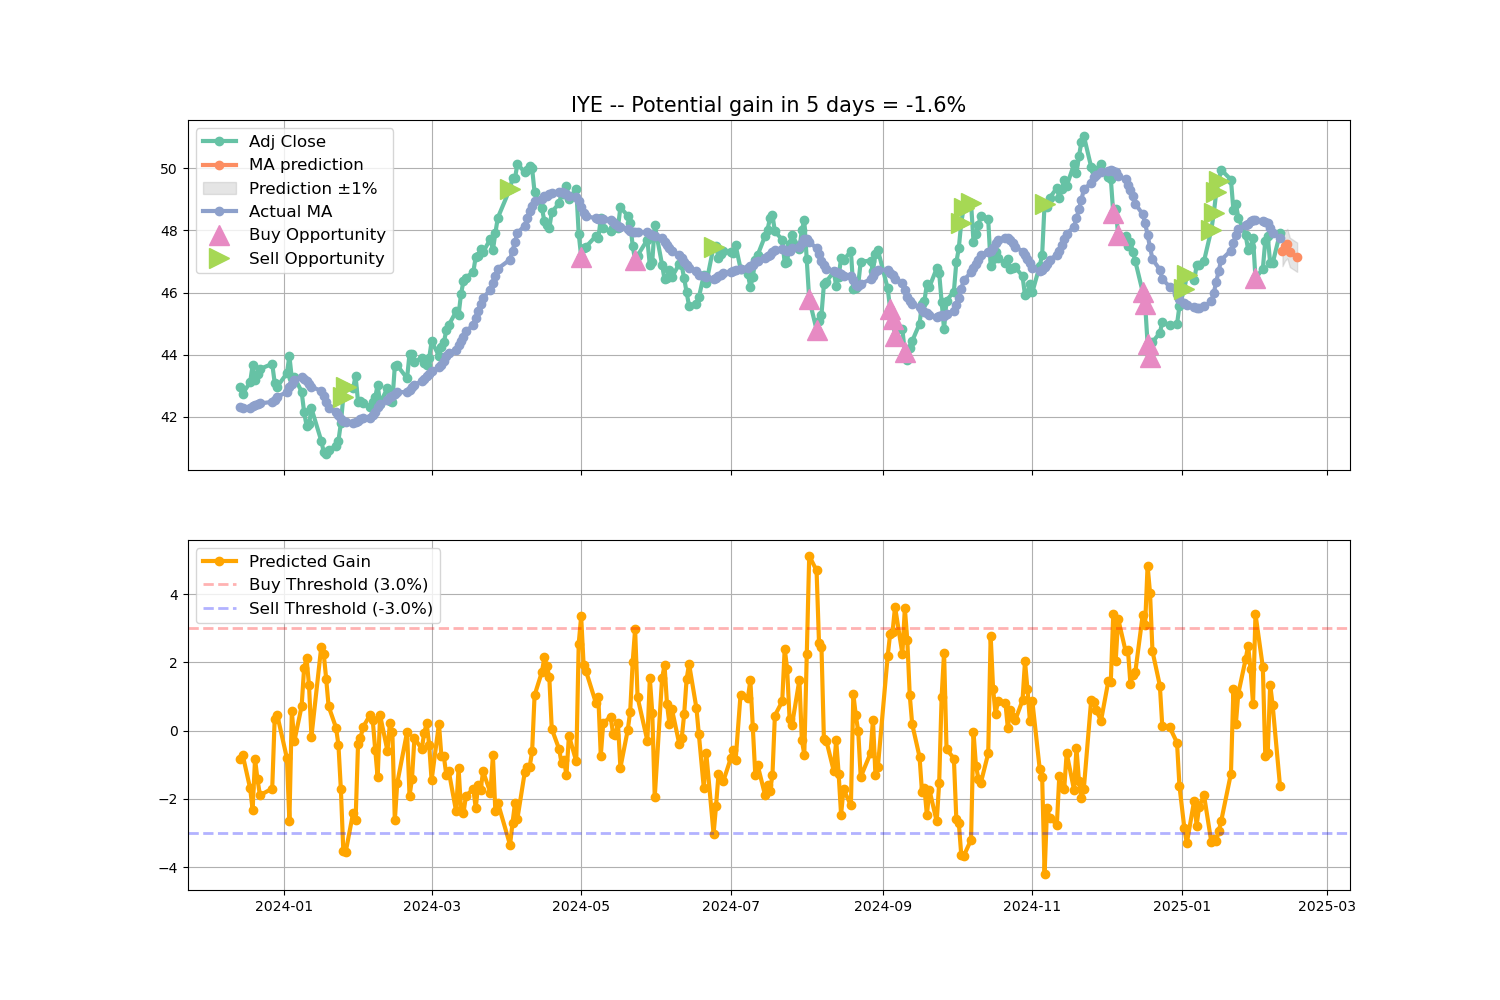 IYE -- Potential gain in 5 days = -1.6%
Adj Close
MA prediction
Prediction ±1%
Actual MA
Buy Opportunity
Sell Opportunity
50
48
46
44
42
Predicted Gain
Buy Threshold (3.0%)
Sell Threshold (-3.0%)
4
2
0
−2
−4
2024-01 2024-03 2024-05 2024-07 2024-09 2024-11 2025-01 2025-03